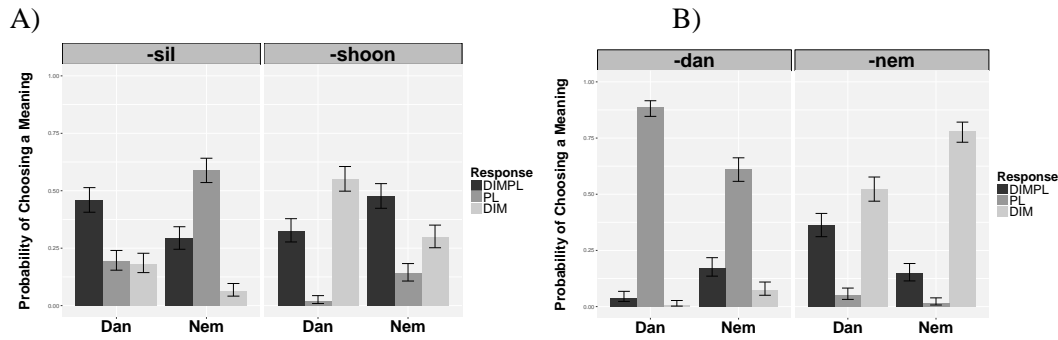 A)
-sil
-shoon
Probability of Choosing a Meaning
1.00
0.75
0.50
0.25
0.00
Dan
Nem
Dan
Nem
Response
DIMPL
PL
DIM
B)
-dan
-nem
Probability of Choosing a Meaning
1.00
0.75
0.50
0.25
0.00
Dan
Nem
Dan
Nem
Response
DIMPL
PL
DIM